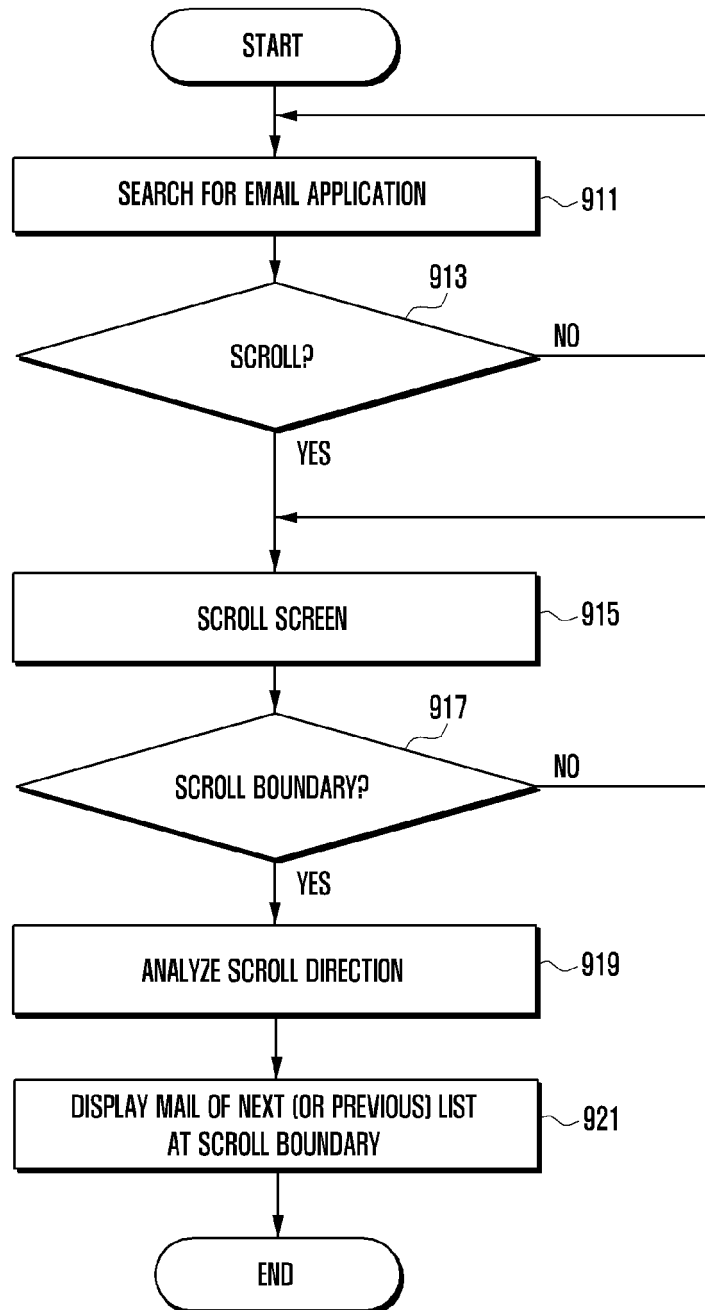 START
SEARCH FOR EMAIL APPLICATION
911
913
SCROLL?
NO
YES
SCROLL SCREEN
915
917
SCROLL BOUNDARY?
NO
YES
ANALYZE SCROLL DIRECTION
919
DISPLAY MAIL OF NEXT (OR PREVIOUS) LIST
AT SCROLL BOUNDARY
921
END